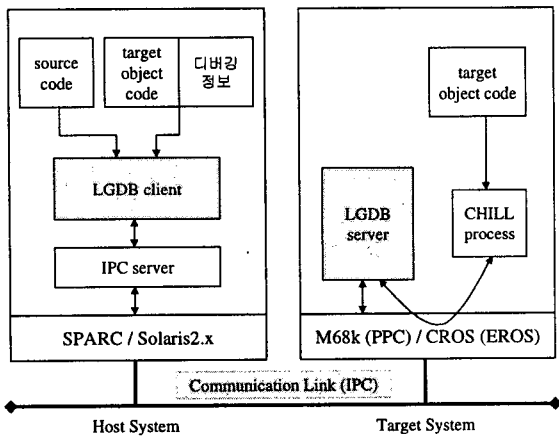 source
code
target
object
code
디버깅
정보
LGDB client
IPC server
SPARC / Solaris2.x
target
object code
LGDB
server
CHILL
process
M68k (PPC) / CROS (EROS)
Communication Link (IPC)
Host System
Target System